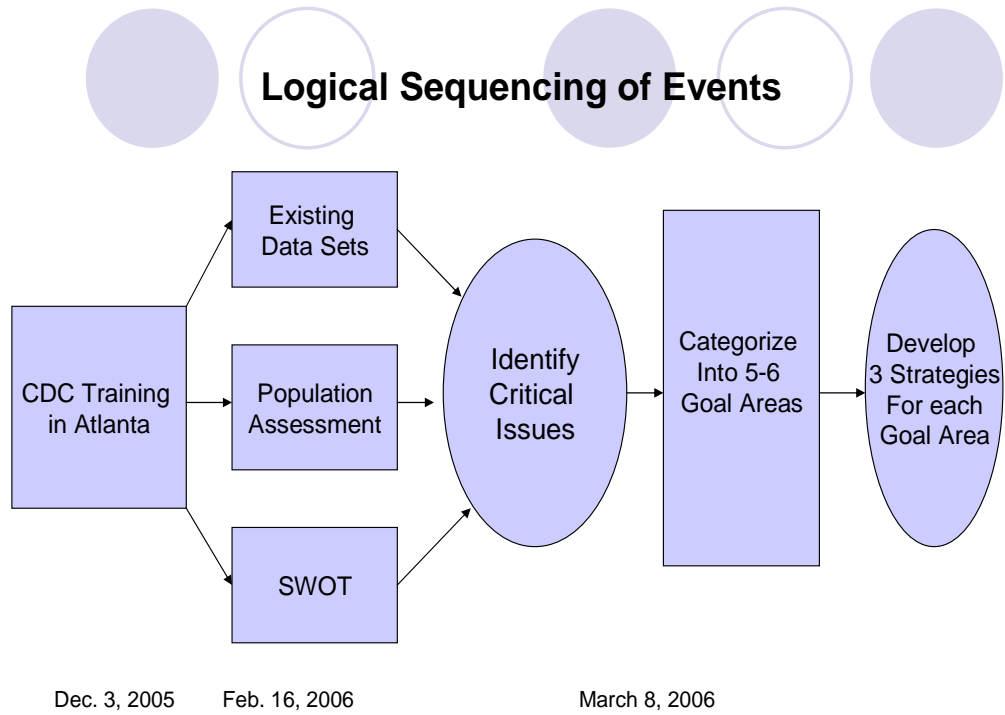 Logical Sequencing of Events
CDC Training
in Atlanta
Existing
Data Sets
Population
Assessment
SWOT
Identify
Critical
Issues
Categorize
Into 5-6
Goal Areas
Develop
3 Strategies
For each
Goal Area
Dec. 3, 2005
Feb. 16, 2006
March 8, 2006